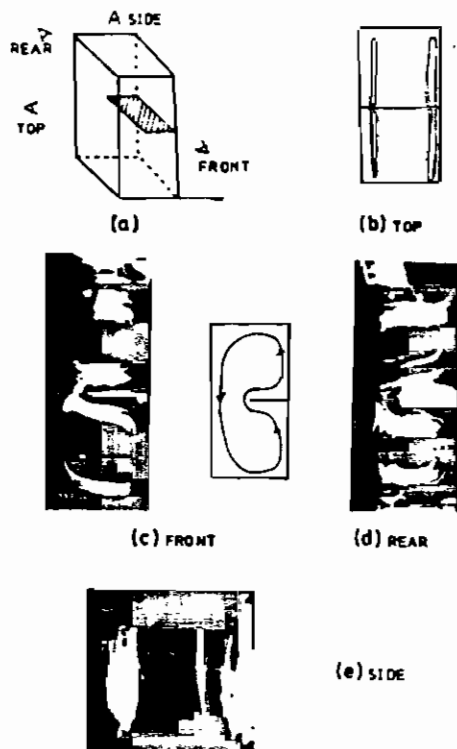 A SIDE
REAR
A
TOP
FRONT
(a)
(b) TOP
(c) FRONT
(d) REAR
(e) SIDE